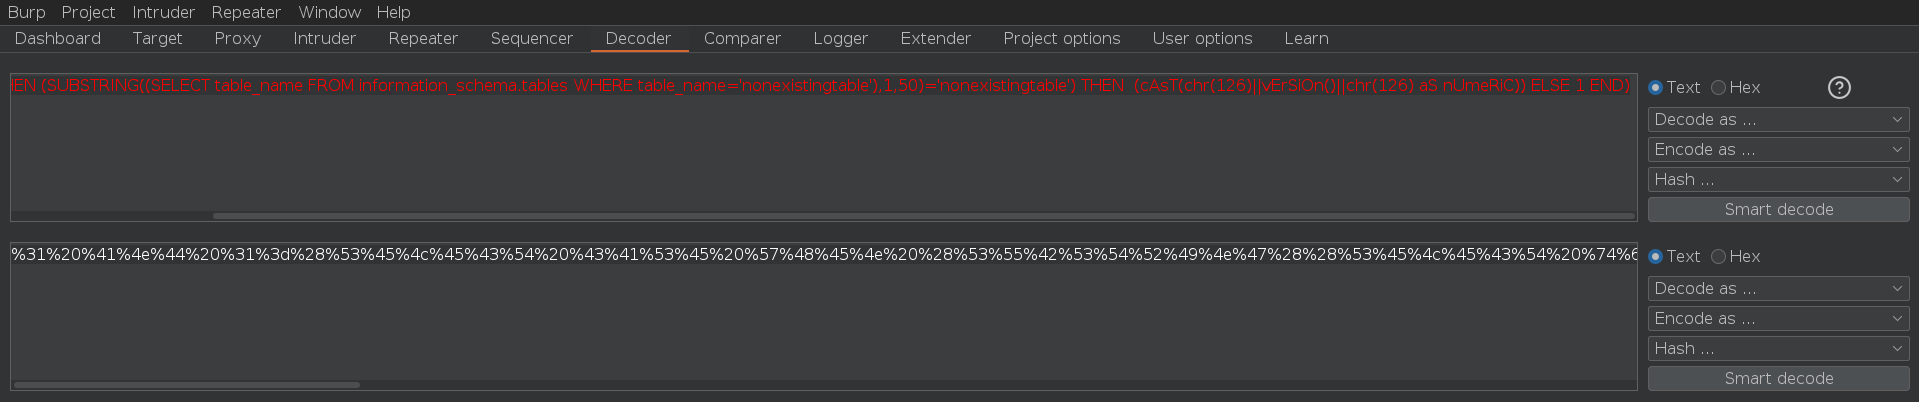 Burp Project Intruder Repeater Window Help
Dashboard Target Proxy Intruder Repeater Sequencer Decoder Comparer Logger Extender Project options User options Learn
IEN (SUBSTRING((SELECT table_name FROM information_schema.tables WHERE table_name='nonexistingtable'),1,50)='nonexistingtable') THEN (cAsT(chr(126)||vErSiOn()||chr(126) aS nUmeRiC)) ELSE 1 END)
Text Hex ?
Decode as ...
Encode as ...
Hash ...
Smart decode
%31%20%41%4e%44%20%31%3d%28%53%45%4c%45%43%54%20%43%41%53%45%20%57%48%45%4e%20%28%53%55%42%53%54%52%49%4e%47%28%28%53%45%4c%45%43%54%20%74%6
Text Hex
Decode as ...
Encode as ...
Hash ...
Smart decode